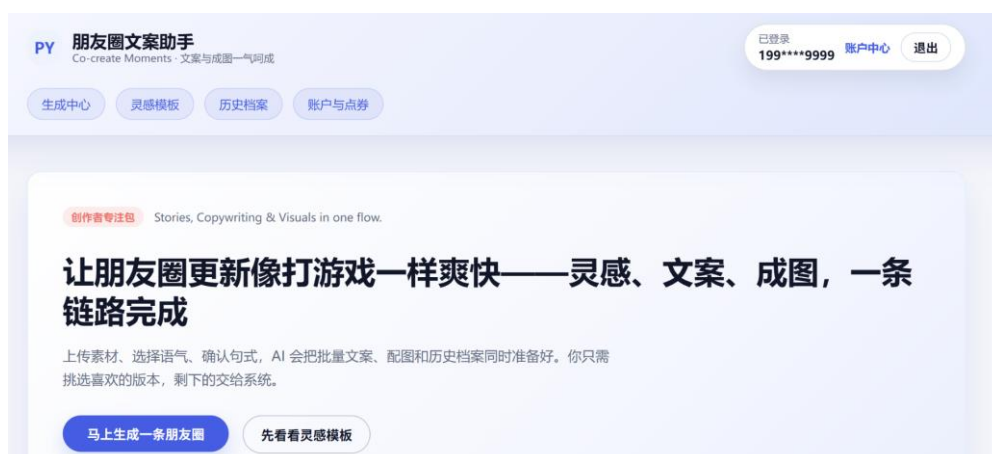 PY
朋友圈文案助手
Co-create Moments · 文案与成图一气呵成
已登录
199****9999
账户中心
退出
生成中心
灵感模板
历史档案
账户与点券
创作者专注包
Stories, Copywriting & Visuals in one flow.
让朋友圈更新像打游戏一样爽快——灵感、文案、成图，一条
链路完成
上传素材、选择语气、确认句式，AI 会把批量文案、配图和历史档案同时准备好。你只需
挑选喜欢的版本，剩下的交给系统。
马上生成一条朋友圈
先看看灵感模板